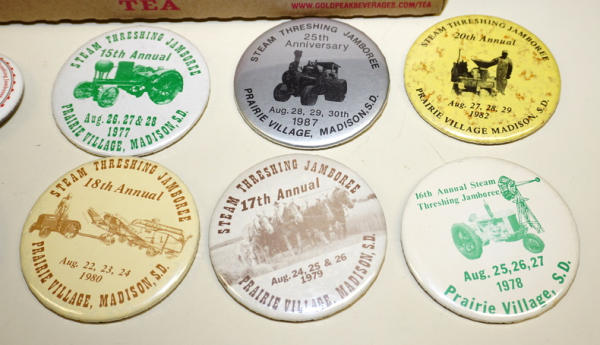 TEA
WWW.GOLDPEAKBEVERAGES.COM/TEA
STEAM THRESHING JAMBOREE
15th Annual
Aug. 26, 27 & 28
1977
PRAIRIE VILLAGE, MADISON, S.D.
STEAM THRESHING JAMBOREE
25th
Anniversary
Aug. 28, 29, 30th
1987
PRAIRIE VILLAGE, MADISON, S.D.
STEAM THRESHING JAMBOREE
20th Annual
Aug. 27, 28, 29
1982
PRAIRIE VILLAGE MADISON, S.D.
STEAM THRESHING JAMBOREE
18th Annual
Aug. 22, 23, 24
1980
PRAIRIE VILLAGE, MADISON, S.D.
STEAM THRESHING JAMBOREE
17th Annual
Aug. 24, 25 & 26
1979
PRAIRIE VILLAGE, MADISON, S.D.
16th Annual Steam
Threshing Jamboree
Aug. 25, 26, 27
1978
Prairie Village, S.D.